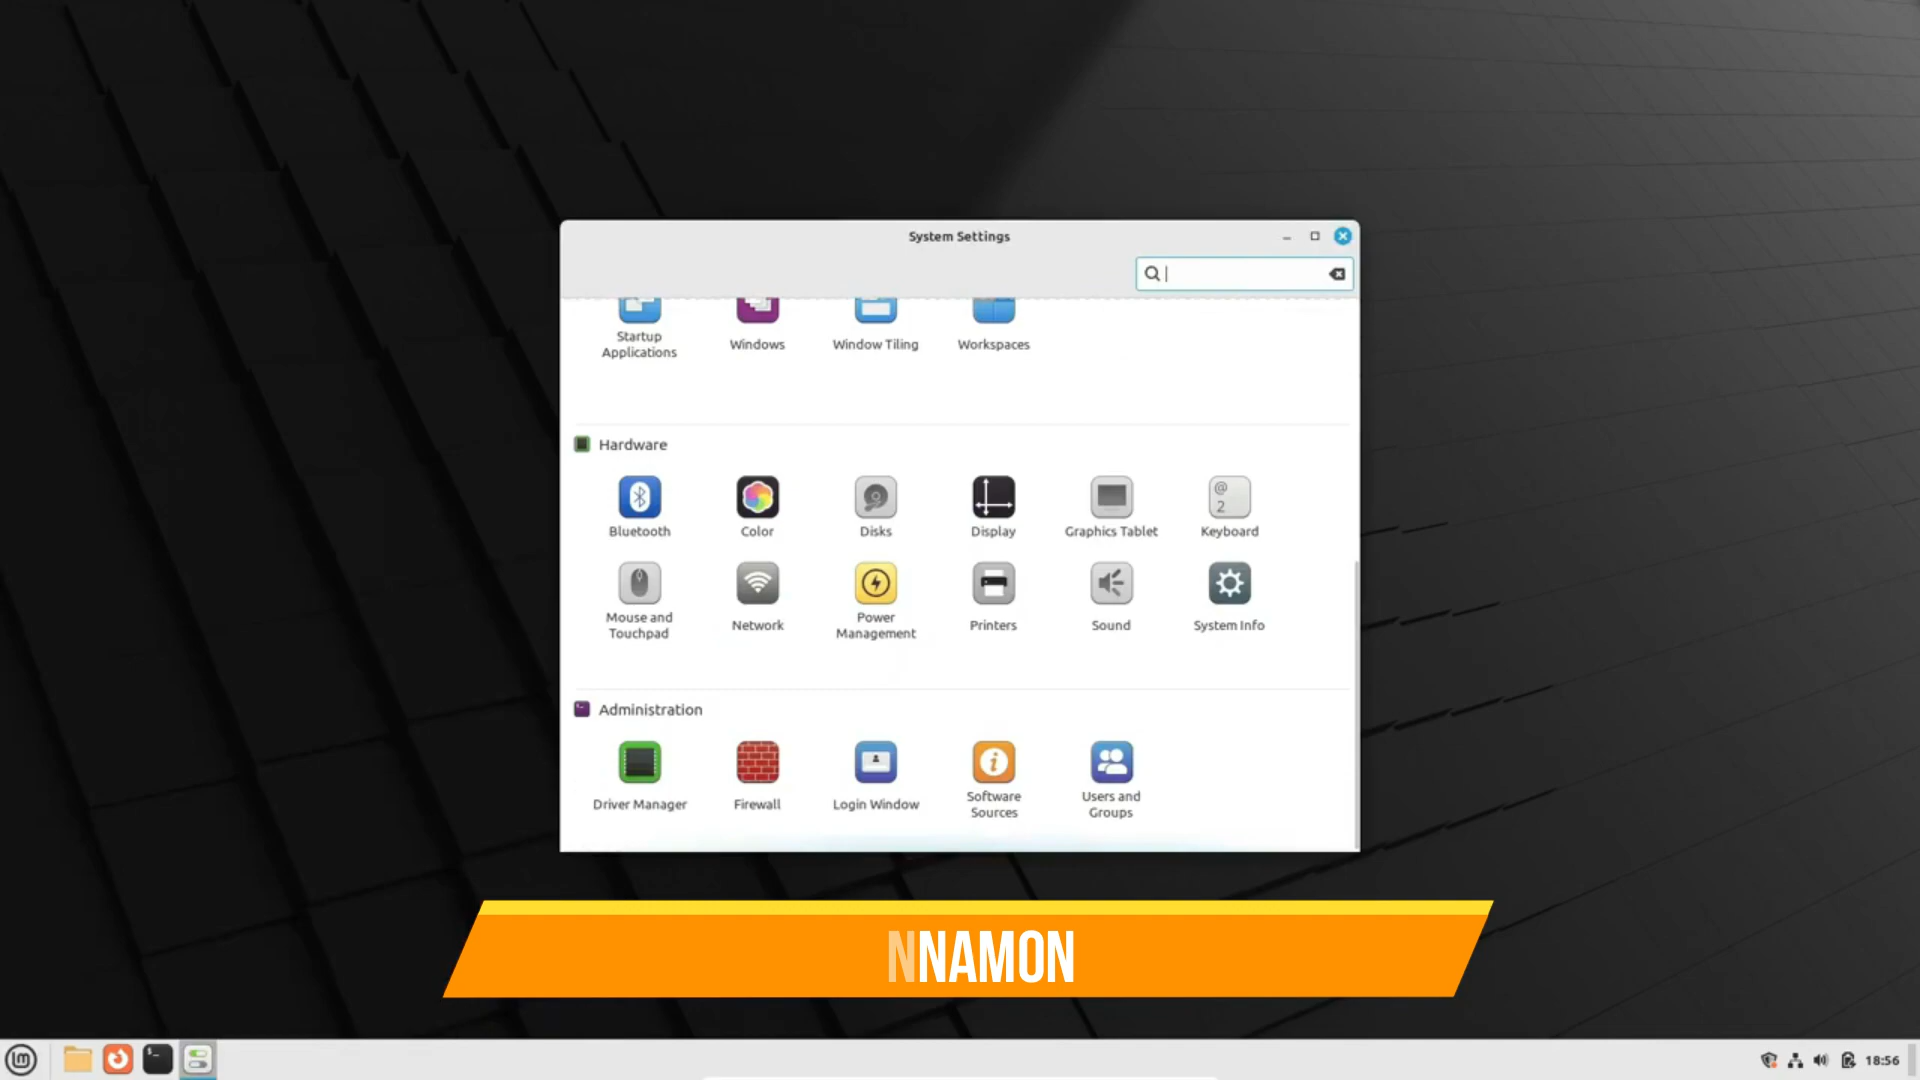 System Settings
Startup
Applications
Windows
Window Tiling
Workspaces
Hardware
Bluetooth
Color
Disks
Display
Graphics Tablet
@
2
Keyboard
Mouse and
Touchpad
Network
Power
Management
Printers
Sound
System Info
Administration
Driver Manager
Firewall
Login Window
Software
Sources
Users and
Groups
NNAMON
18:56